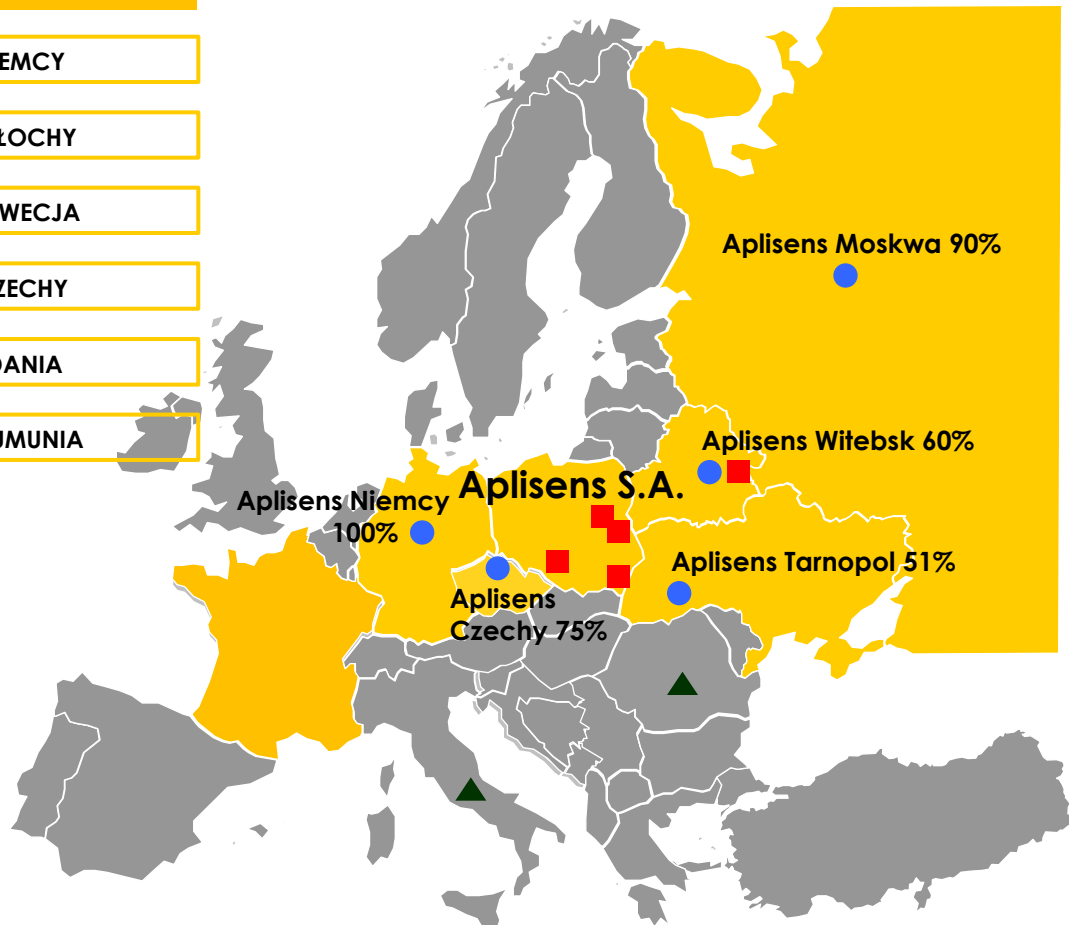 EMCY
ŁOCHY
WECJA
ZECHY
DANIA
UMUNIA
Aplisens Moskwa 90%
Aplisens Witebsk 60%
Aplisens S.A.
Aplisens Niemcy
100%
Aplisens Tarnopol 51%
Aplisens
Czechy 75%